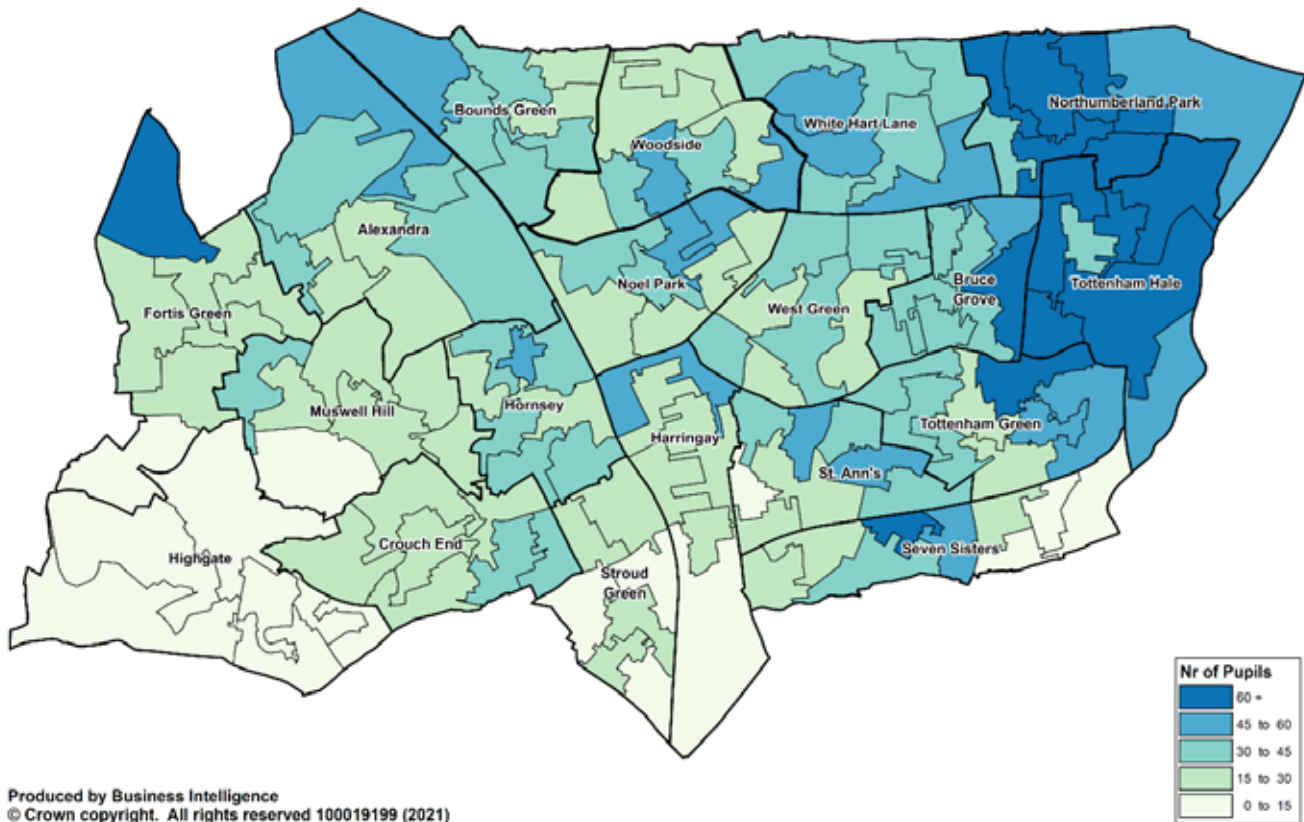 Northumberland Park
Bounds Green
White Hart Lane
Woodside
Alexandra
Noel Park
Bruce
Grove
Tottenham Hale
West Green
Fortis Green
Muswell Hill
Hornsey
Harringay
Tottenham Green
St. Ann's
Crouch End
Highgate
Seven Sisters
Stroud
Green
Nr of Pupils
60 +
45 to 60
30 to 45
15 to 30
0 to 15
Produced by Business Intelligence
© Crown copyright. All rights reserved 100019199 (2021)